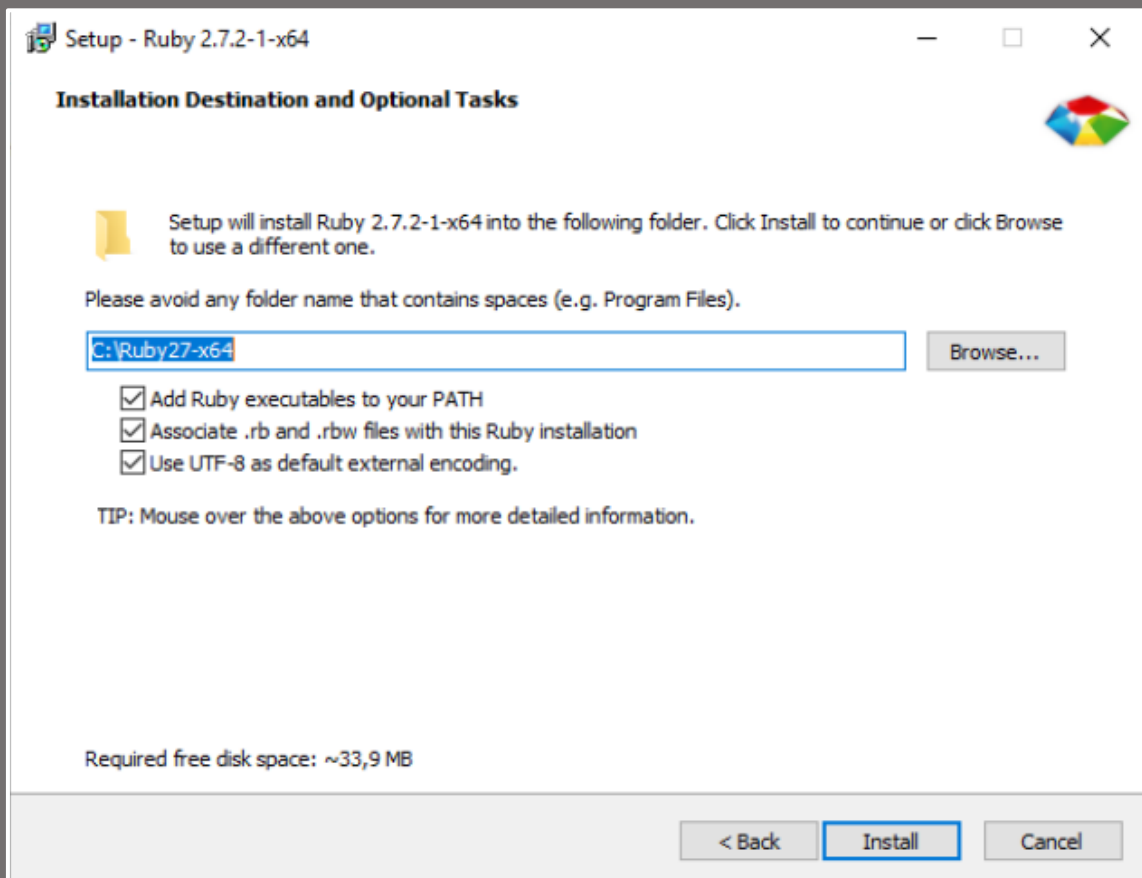 Setup - Ruby 2.7.2-1-x64
Installation Destination and Optional Tasks
Setup will install Ruby 2.7.2-1-x64 into the following folder. Click Install to continue or click Browse
to use a different one.
Please avoid any folder name that contains spaces (e.g. Program Files).
C:\Ruby27-x64
Browse...
Add Ruby executables to your PATH
Associate .rb and .rbw files with this Ruby installation
Use UTF-8 as default external encoding.
TIP: Mouse over the above options for more detailed information.
Required free disk space: ~33,9 MB
< Back Install Cancel